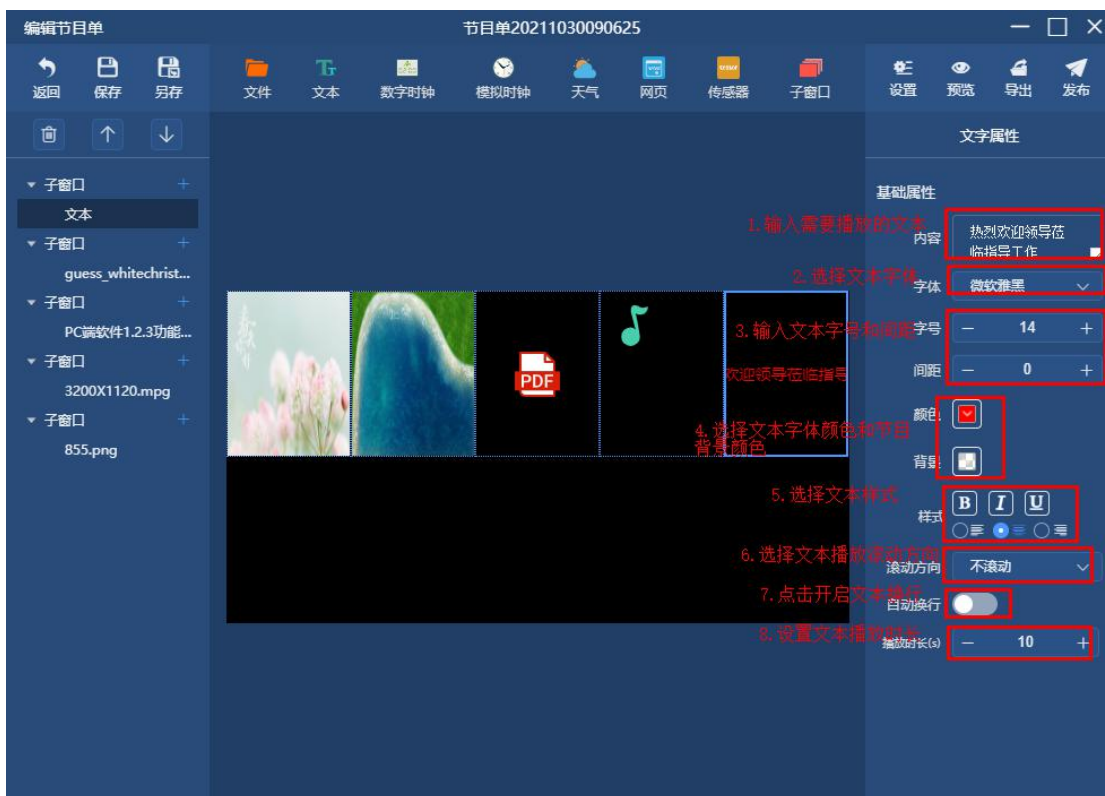 编辑节目单
节目单20211030090625
返回
保存
另存
文件
文本
数字时钟
模拟时钟
天气
网页
传感器
子窗口
设置
预览
导出
发布
文字属性
子窗口
文本
子窗口
guess_whitechrist...
子窗口
PC端软件1.2.3功能...
子窗口
3200X1120.mpg
子窗口
855.png
PDF
欢迎领导莅临指导
基础属性
1.输入需要播放的文本
内容
热烈欢迎领导莅
临指导工作
2.选择文本字体
字体
微软雅黑
3.输入文本字号和间距
字号
14
间距
0
4.选择文本字体颜色和节目
背景颜色
颜色
背景
5.选择文本样式
样式
B I U
6.选择文本播放滚动方向
滚动方向
不滚动
7.点击开启文本换行
自动换行
8.设置文本播放时长
播放时长(s)
10